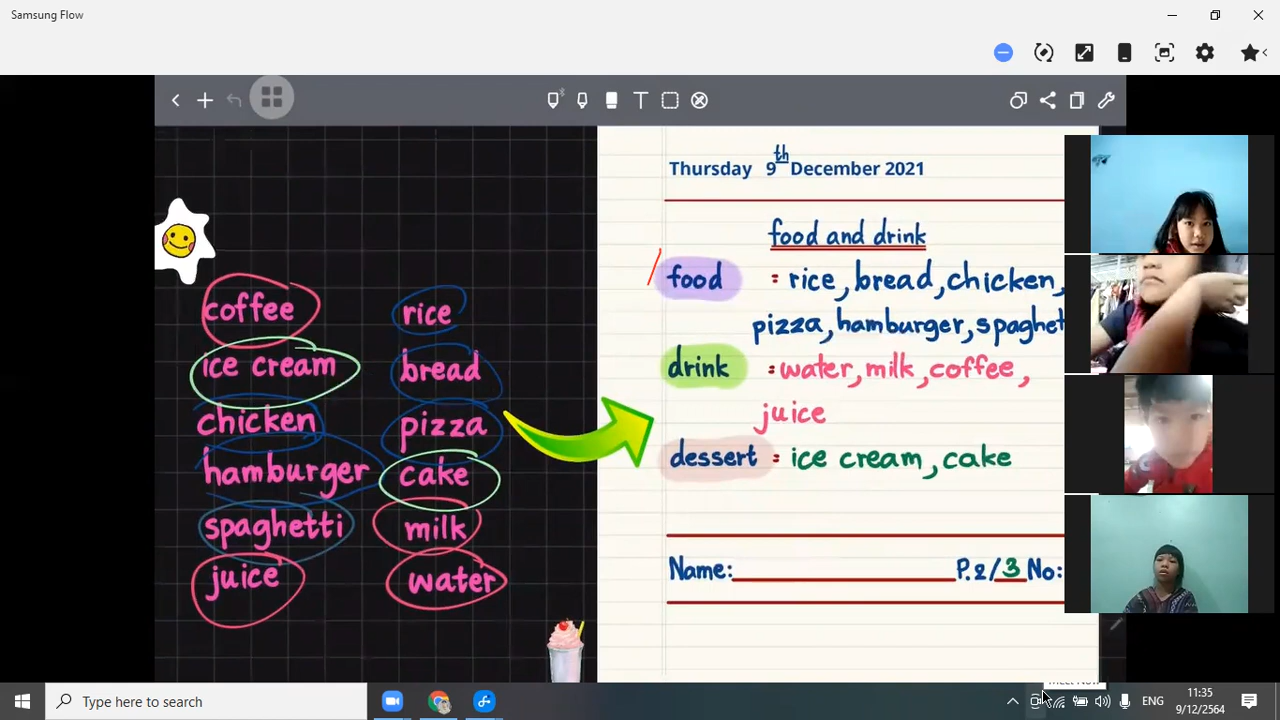 Samsung Flow
Thursday 9th December 2021
food and drink
food : rice, bread, chicken,
pizza, hamburger, spaghet
drink : water, milk, coffee,
juice
dessert : ice cream, cake
Name: P.2/3 No:
coffee rice
ice cream bread
chicken pizza
hamburger cake
spaghetti milk
juice water
Type here to search
ENG
11:35
9/12/2564